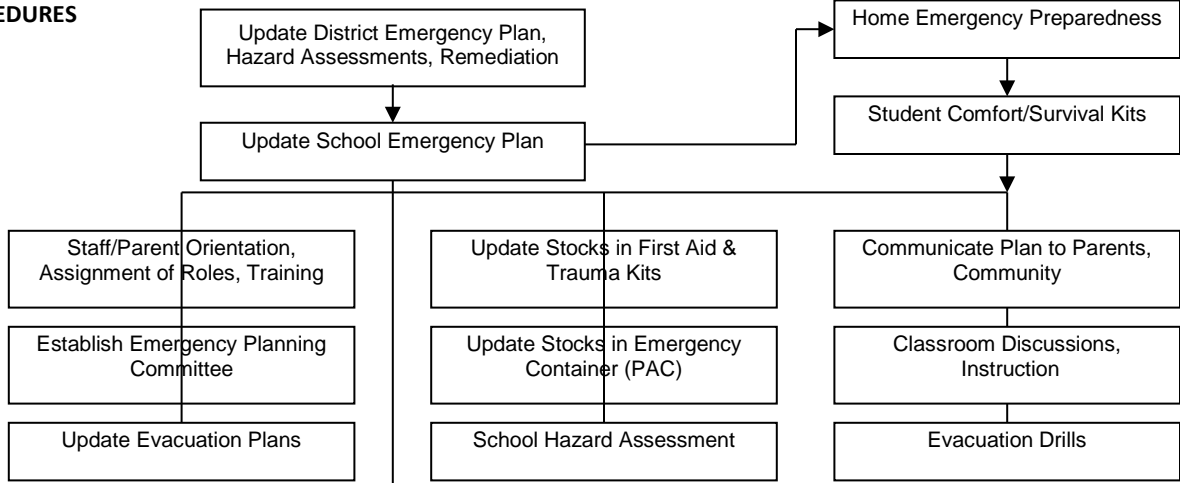 EDURES
Update District Emergency Plan,
Hazard Assessments, Remediation
Home Emergency Preparedness
Update School Emergency Plan
Student Comfort/Survival Kits
Staff/Parent Orientation,
Assignment of Roles, Training
Update Stocks in First Aid &
Trauma Kits
Communicate Plan to Parents,
Community
Establish Emergency Planning
Committee
Update Stocks in Emergency
Container (PAC)
Classroom Discussions,
Instruction
Update Evacuation Plans
School Hazard Assessment
Evacuation Drills